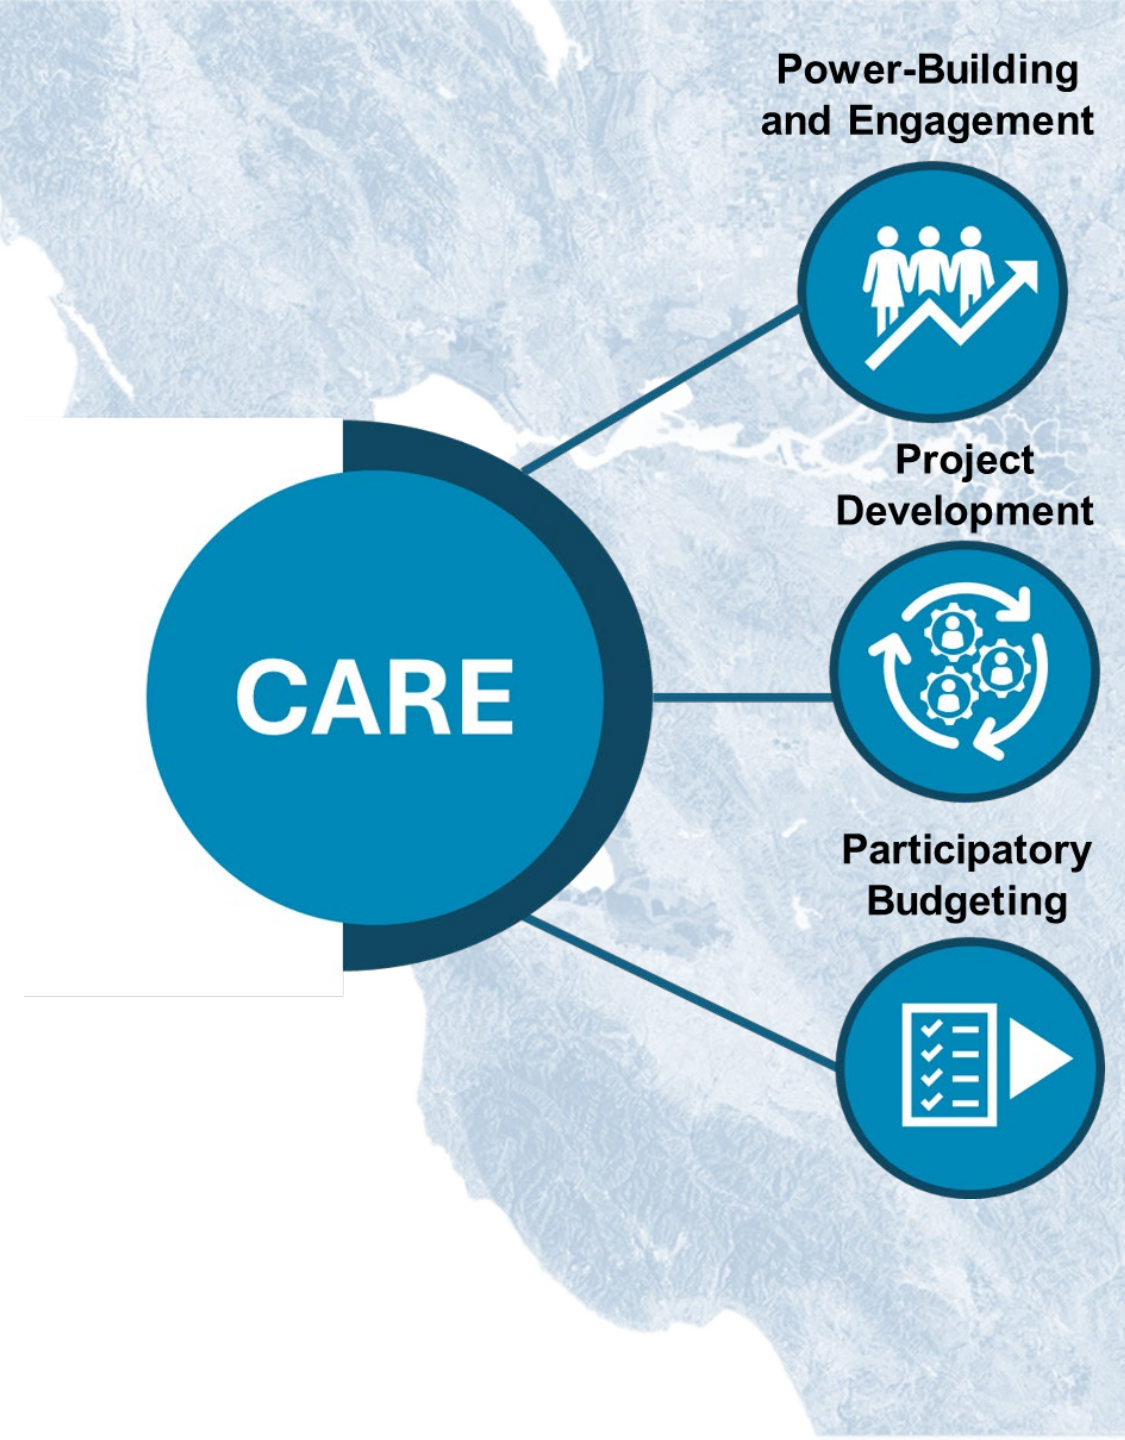 Power-Building
and Engagement
Project
Development
CARE
Participatory
Budgeting